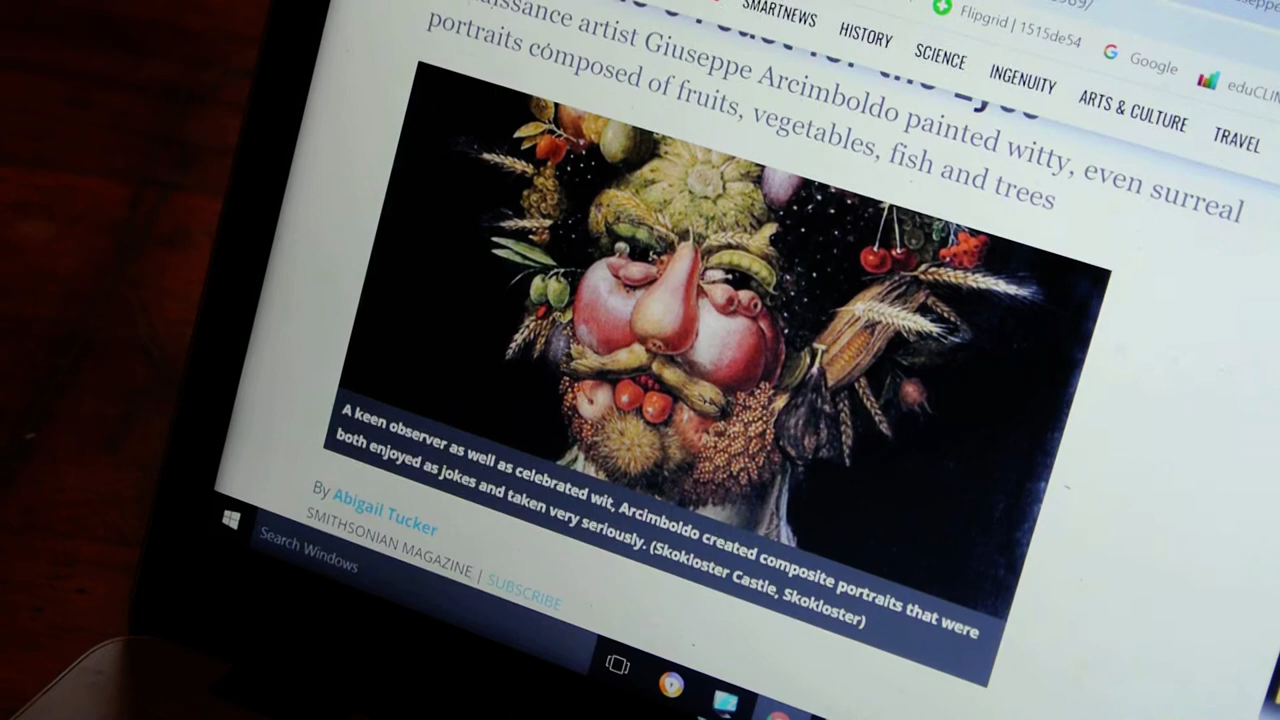 Flipgrid | 1515de54
Google
SMARTNEWS
HISTORY
SCIENCE
INGENUITY
ARTS & CULTURE
TRAVEL
artist Giuseppe Arcimboldo painted witty, even surreal
portraits composed of fruits, vegetables, fish and trees
A keen observer as well as celebrated wit, Arcimboldo created composite portraits that were
both enjoyed as jokes and taken very seriously. (Skokloster Castle, Skokloster)
By Abigail Tucker
SMITHSONIAN MAGAZINE | SUBSCRIBE
Search Windows